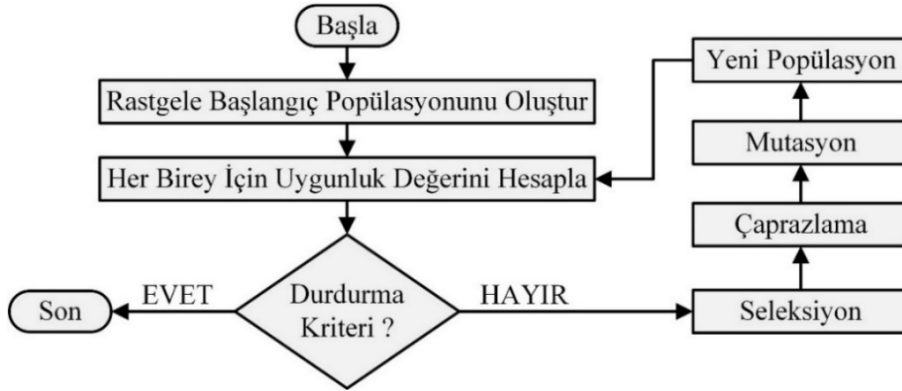 Başla
Rastgele Başlangıç Popülasyonunu Oluştur
Her Birey İçin Uygunluk Değerini Hesapla
Durdurma
Kriteri ?
EVET
Son
HAYIR
Seleksiyon
Çaprazlama
Mutasyon
Yeni Popülasyon